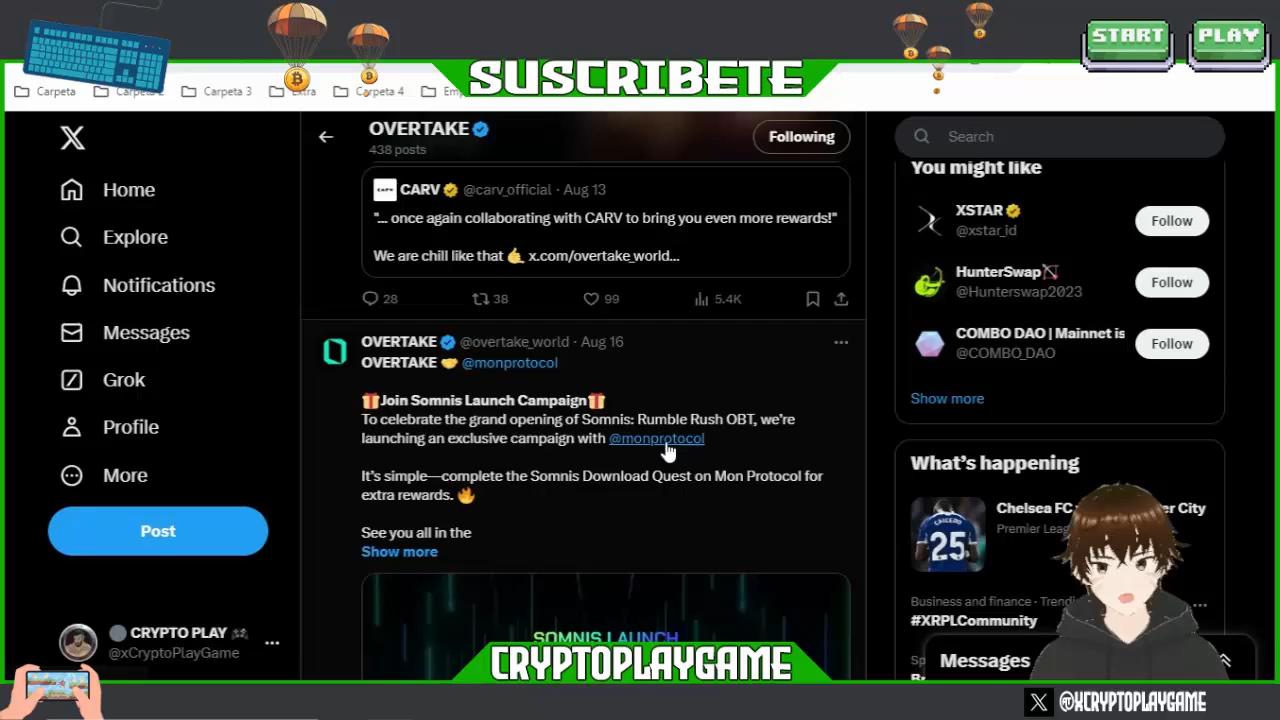 START
PLAY
SUSCRIBETE
Carpeta
Carpeta 3
Extra
Carpeta 4
OVERTAKE
438 posts
Following
Search
Home
Explore
Notifications
Messages
Grok
Profile
More
Post
CRYPTO PLAY
@xCryptoPlayGame
CARV @carv_official · Aug 13
"... once again collaborating with CARV to bring you even more rewards!"
We are chill like that 🤙 x.com/overtake_world...
28
38
99
5.4K
OVERTAKE @overtake_world · Aug 16
OVERTAKE 🤝 @monprotocol
🎁Join Somnis Launch Campaign🎁
To celebrate the grand opening of Somnis: Rumble Rush OBT, we're
launching an exclusive campaign with @monprotocol
It's simple—complete the Somnis Download Quest on Mon Protocol for
extra rewards. 🔥
See you all in the
Show more
SOMNIS LAUNCH
You might like
XSTAR
@xstar_id
Follow
HunterSwap🏹
@Hunterswap2023
Follow
COMBO DAO | Mainnet is
@COMBO_DAO
Follow
Show more
What's happening
Chelsea FC
er City
Premier Leag
CAICEDO
25
Business and finance · Trendi
#XRPLCommunity
Messages
CRYPTOPLAYGAME
@XCRYPTOPLAYGAME